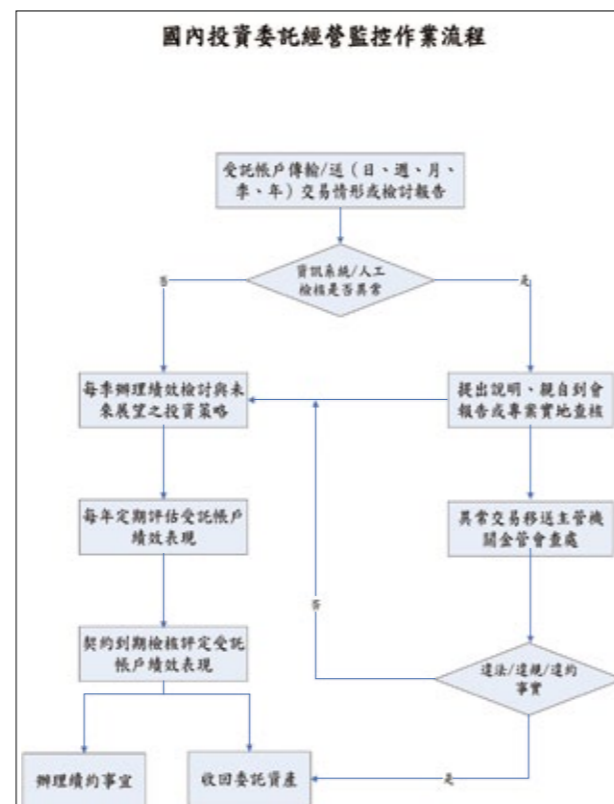 國內投資委託經營監控作業流程
受託帳戶傳輸/送（日、週、月、
季、年）交易情形或檢討報告
資訊系統/人工
檢核是否異常
否
是
每季辦理績效檢討與未
來展望之投資策略
提出說明、親自到會
報告或專案實地查核
每年定期評估受託帳戶
績效表現
異常交易移送主管機
關金管會查處
否
契約到期檢核評定受託
帳戶績效表現
違法/違規/違約
事實
辦理續約事宜
收回委託資產
是